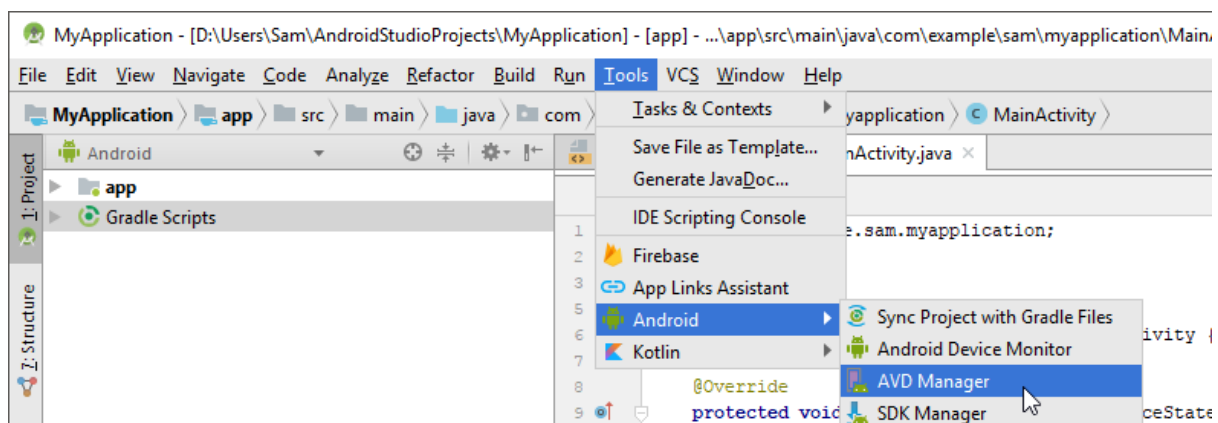 MyApplication - [D:\Users\Sam\AndroidStudioProjects\MyApplication] - [app] - ...\app\src\main\java\com\example\sam\myapplication\Main
File Edit View Navigate Code Analyze Refactor Build Run Tools VCS Window Help
MyApplication app src main java com yapplication C MainActivity
Tasks & Contexts
Android
Save File as Template...
nActivity.java
Generate JavaDoc...
1: Project
app
Gradle Scripts
IDE Scripting Console
1 e.sam.myapplication;
2 Firebase
3 App Links Assistant
5 Android
Sync Project with Gradle Files
6 ivity {
Android Device Monitor
7 Kotlin
8 @Override
AVD Manager
9 protected void
SDK Manager
ceState
7: Structure